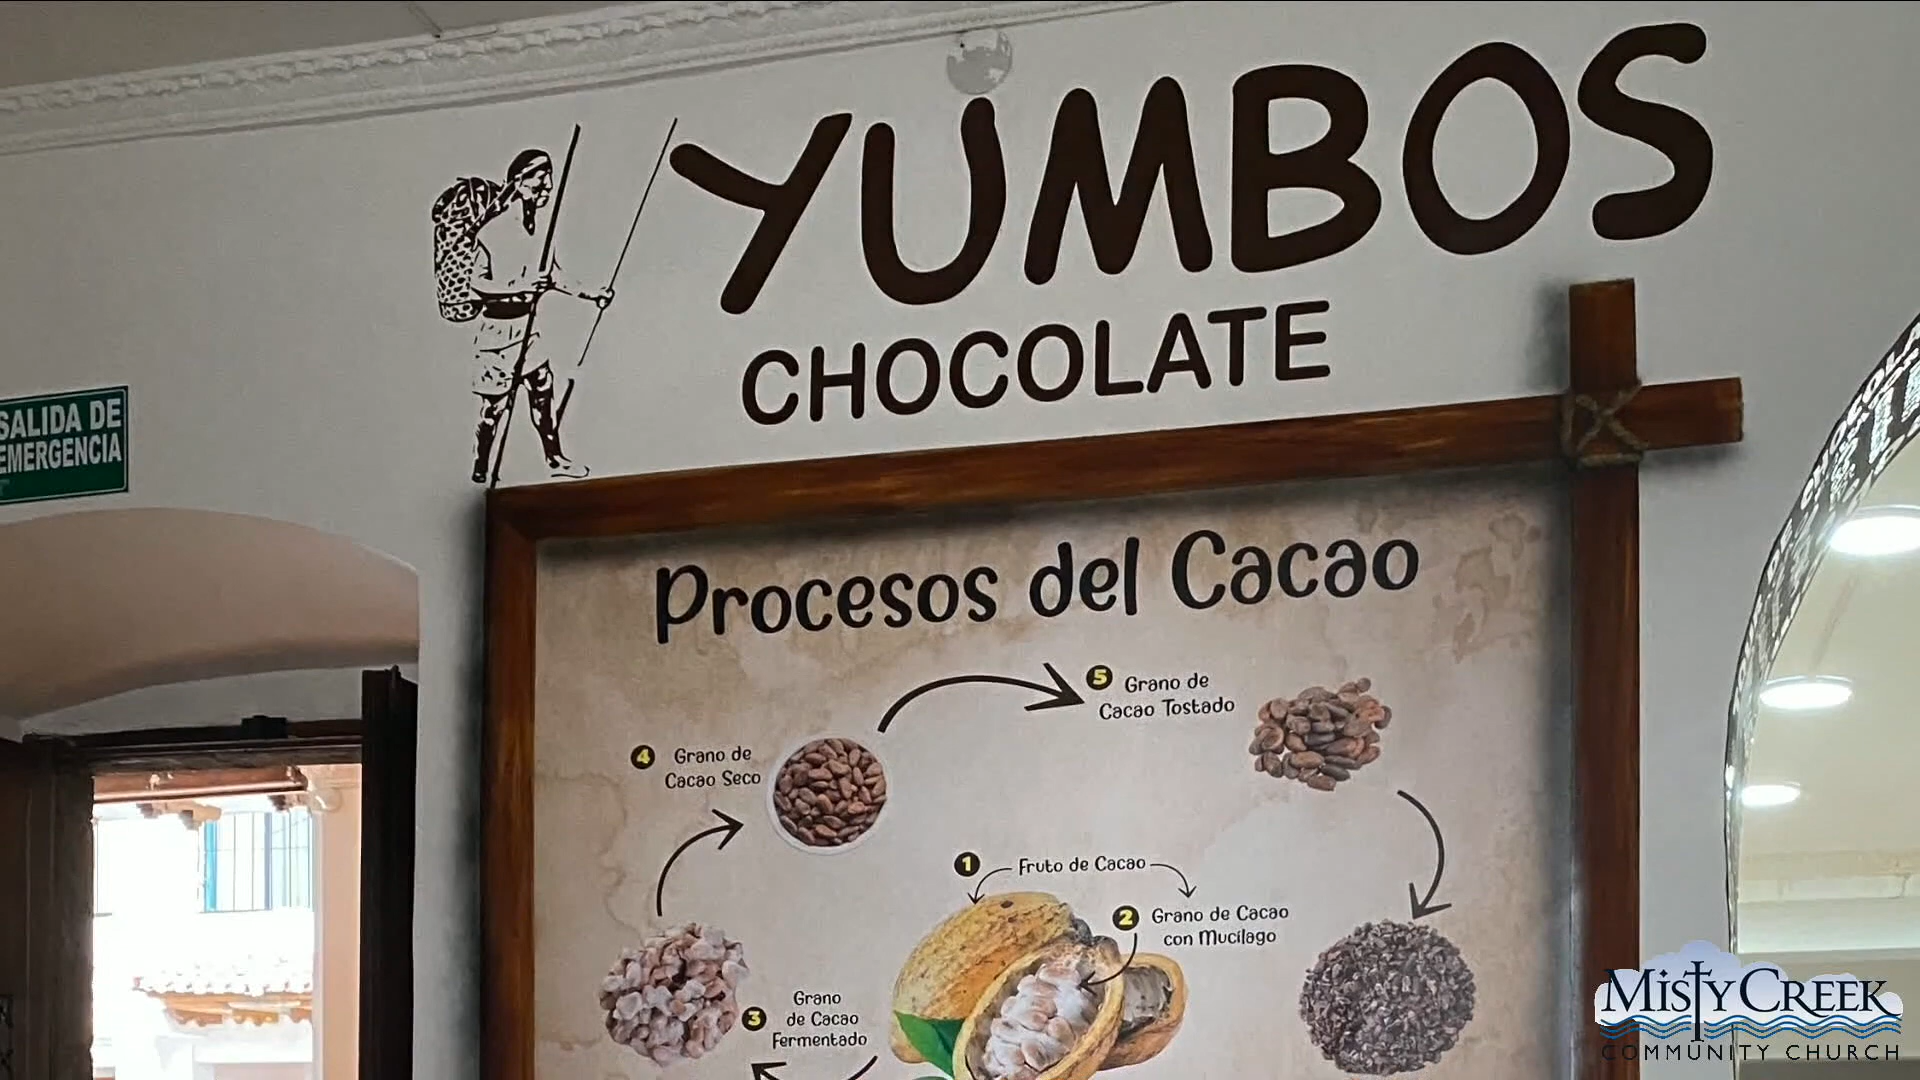 YUMBOS
CHOCOLATE
SALIDA DE
EMERGENCIA
Procesos del Cacao
5 Grano de
Cacao Tostado
4 Grano de
Cacao Seco
1 Fruto de Cacao
2 Grano de Cacao
con Mucílago
3 Grano
de Cacao
Fermentado
MISTY CREEK
COMMUNITY CHURCH